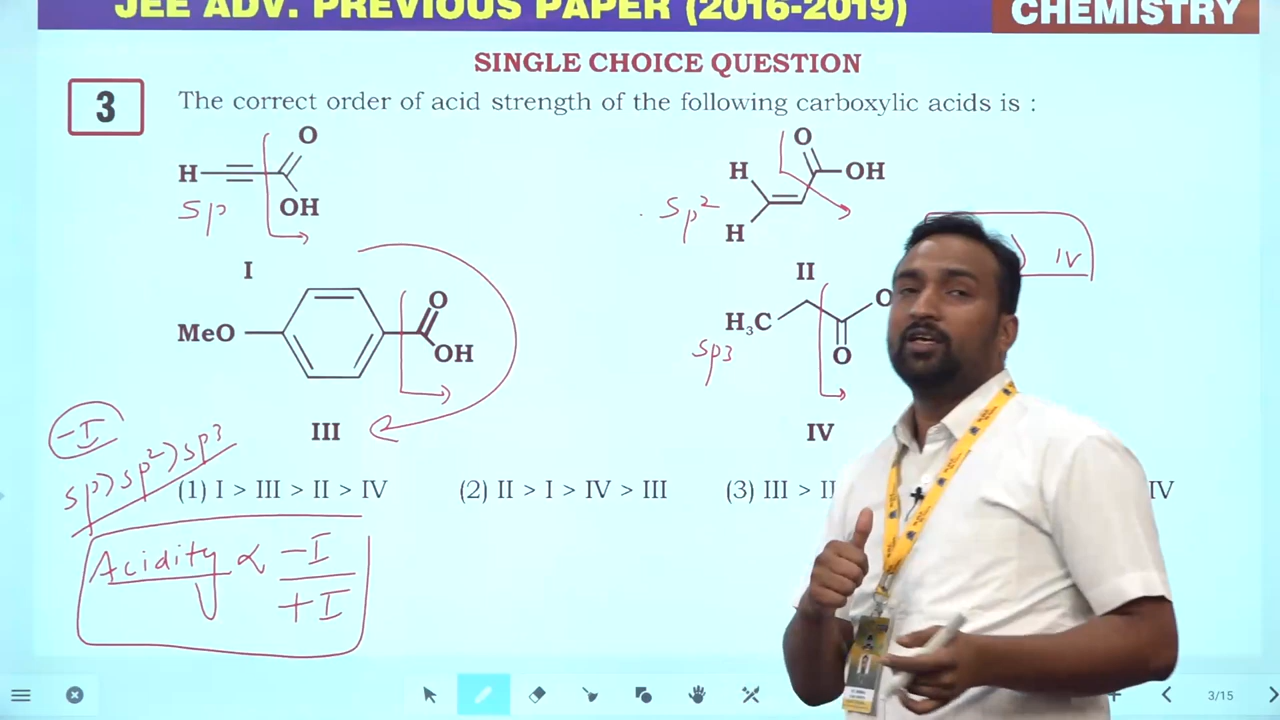 JEE ADV. PREVIOUS PAPER (2016-2019)
CHEMISTRY
SINGLE CHOICE QUESTION
3
The correct order of acid strength of the following carboxylic acids is :
H
O
OH
sp
I
H
H
O
OH
sp2
II
IV
MeO
O
OH
III
H₃C
O
O
sp3
IV
-I
sp > sp2 > sp3
(1) I > III > II > IV
(2) II > I > IV > III
(3) III > II
IV
Acidity ∝ -I
+I
3/15